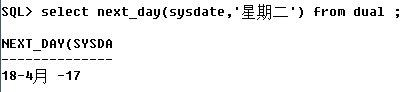 SQL> select next_day(sysdate,'星期二') from dual ;
NEXT_DAY(SYSDA
--------------
18-4月 -17